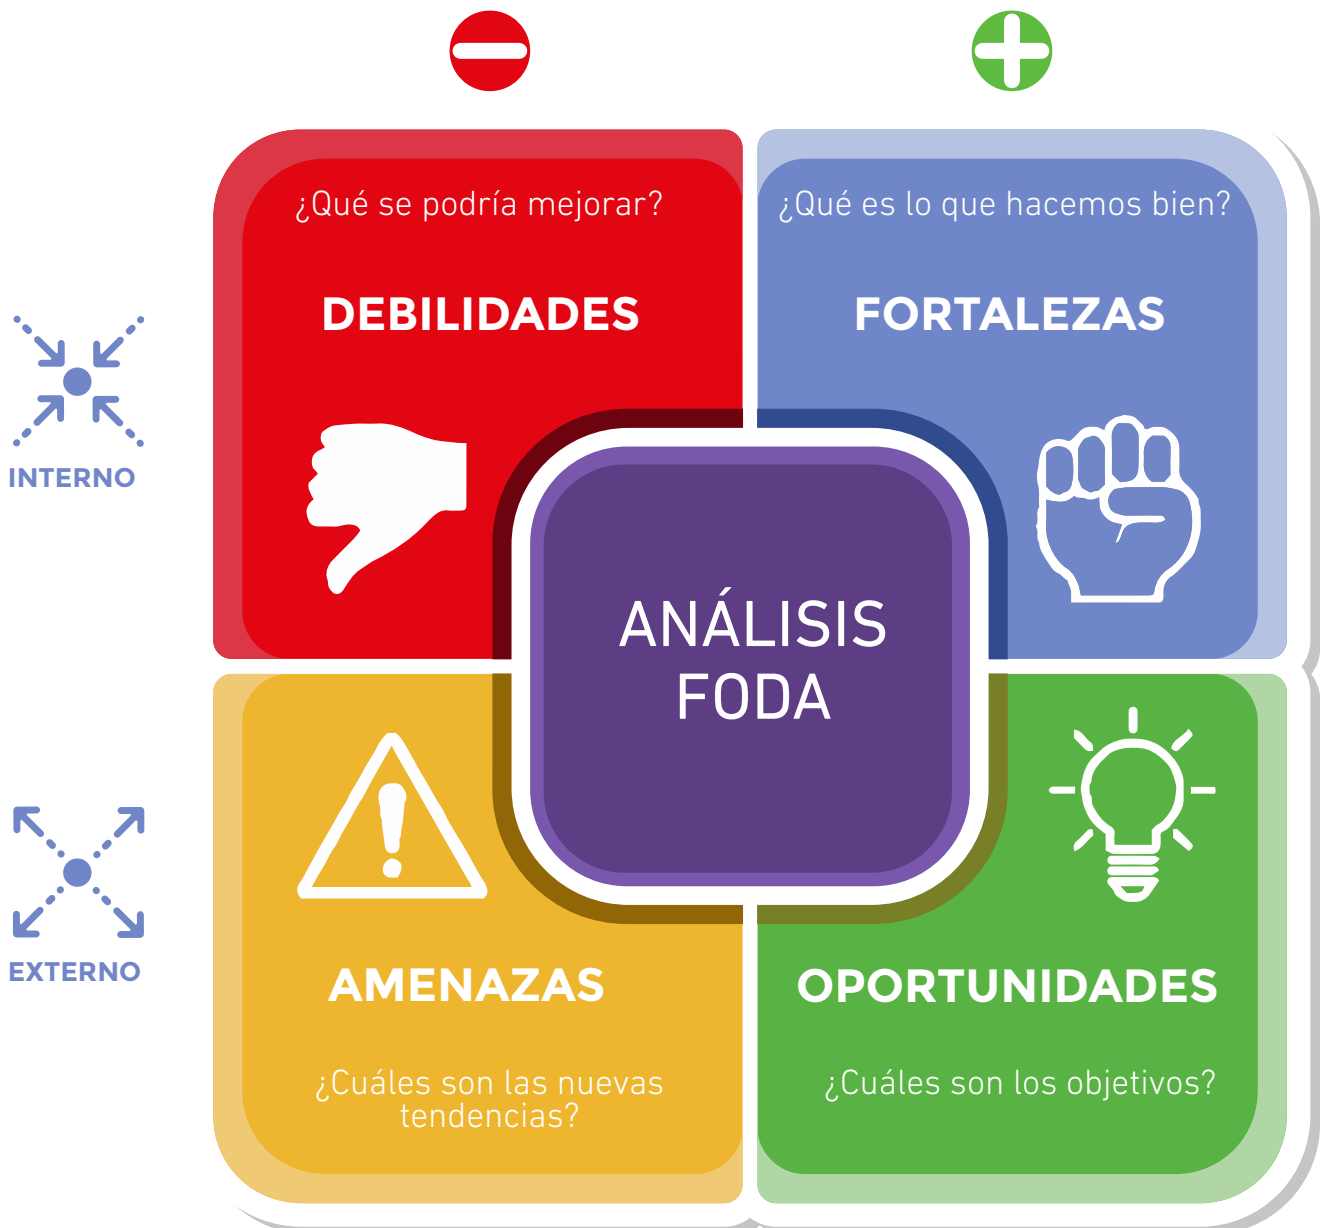 ¿Qué se podría mejorar?
DEBILIDADES
¿Qué es lo que hacemos bien?
FORTALEZAS
INTERNO
ANÁLISIS
FODA
EXTERNO
AMENAZAS
¿Cuáles son las nuevas
tendencias?
OPORTUNIDADES
¿Cuáles son los objetivos?